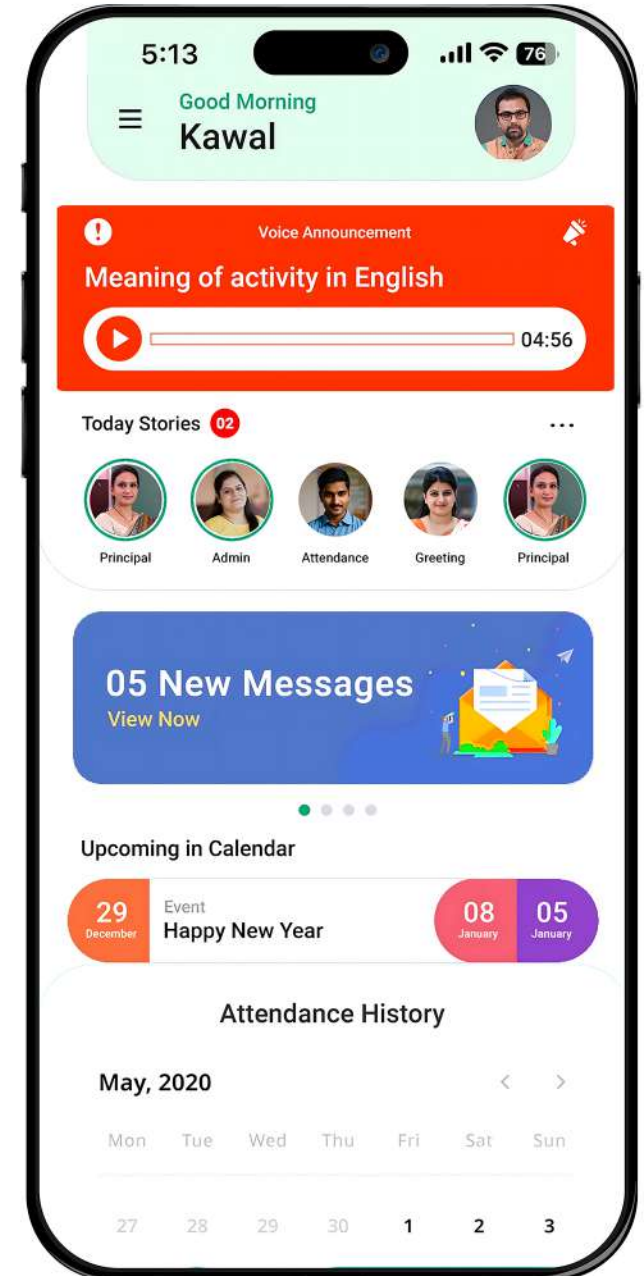 5:13
76
Good Morning
Kawal
Voice Announcement
Meaning of activity in English
04:56
Today Stories 02
Principal Admin Attendance Greeting Principal
05 New Messages
View Now
Upcoming in Calendar
29 December
Event
Happy New Year
08 January
05 January
Attendance History
May, 2020
Mon Tue Wed Thu Fri Sat Sun
27 28 29 30 1 2 3